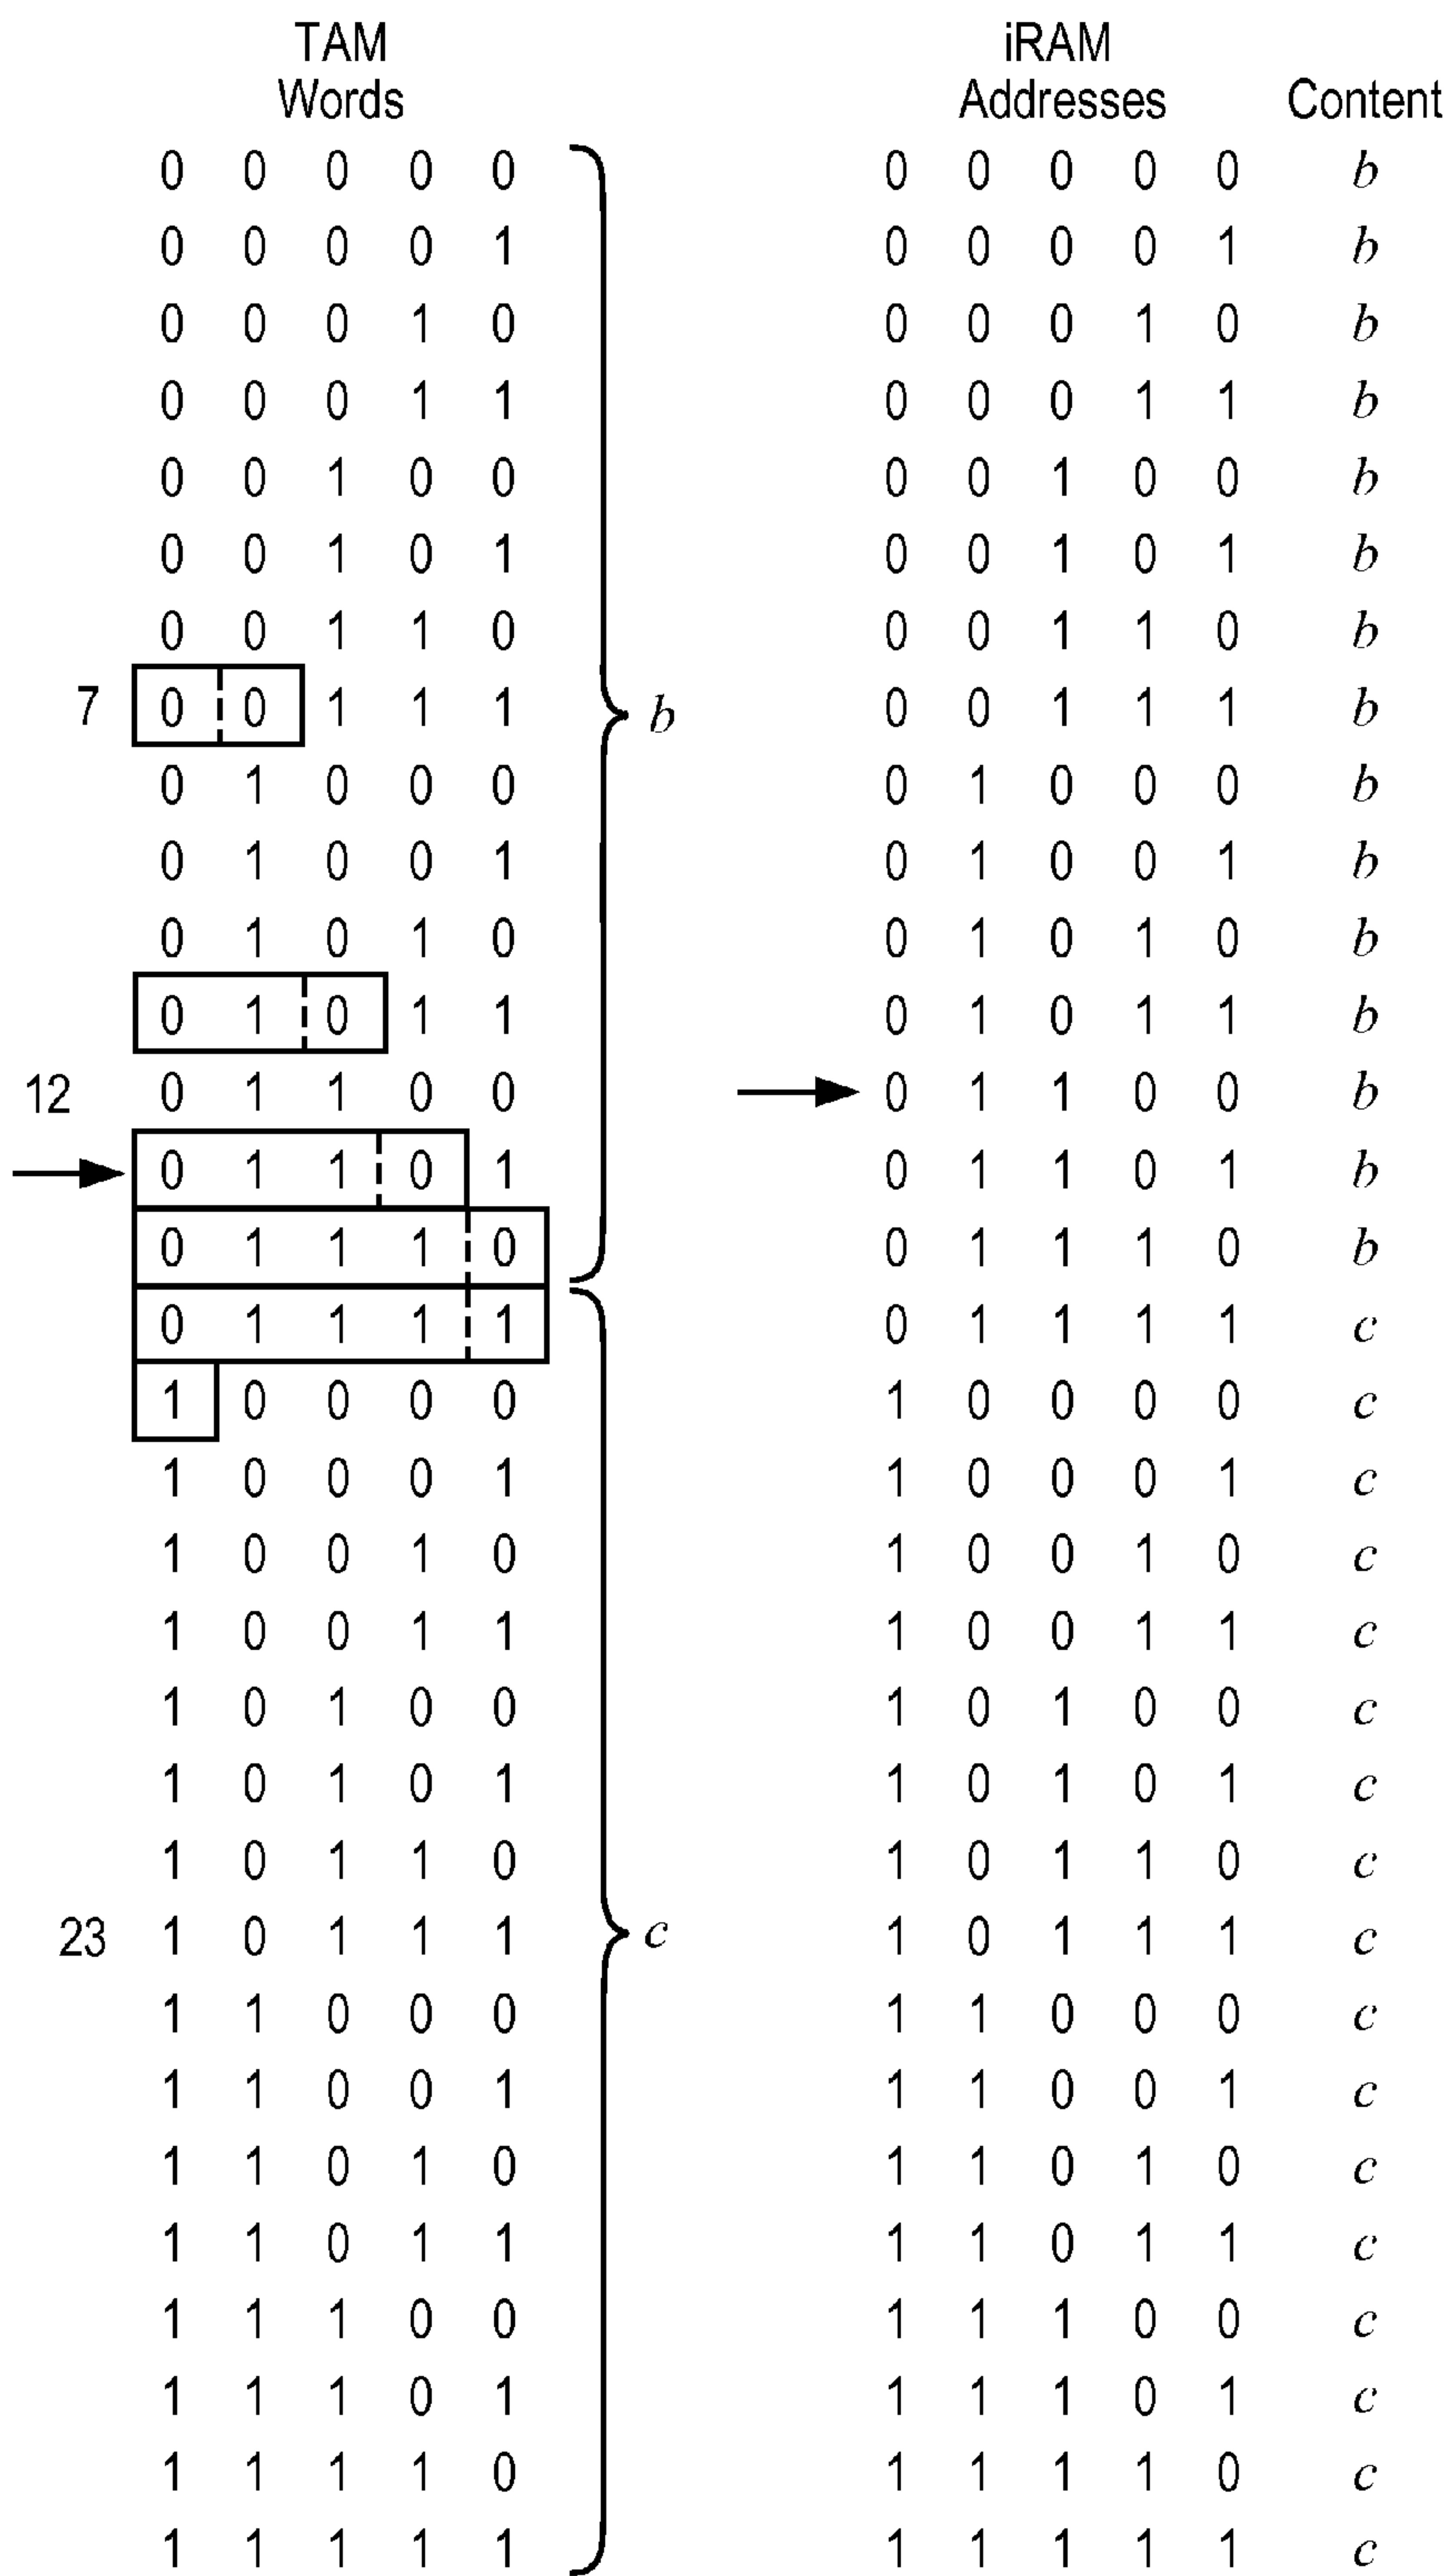 TAM iRAM
Words Addresses Content
0 0 0 0 0 0 0 0 0 0 b
0 0 0 0 1 0 0 0 0 1 b
0 0 0 1 0 0 0 0 1 0 b
0 0 0 1 1 0 0 0 1 1 b
0 0 1 0 0 0 0 1 0 0 b
0 0 1 0 1 0 0 1 0 1 b
0 0 1 1 0 0 0 1 1 0 b
7 0 0 1 1 1 b 0 0 1 1 1 b
0 1 0 0 0 0 1 0 0 0 b
0 1 0 0 1 0 1 0 0 1 b
0 1 0 1 0 0 1 0 1 0 b
0 1 0 1 1 0 1 0 1 1 b
12 0 1 1 0 0 0 1 1 0 0 b
0 1 1 0 1 0 1 1 0 1 b
0 1 1 1 0 0 1 1 1 0 b
0 1 1 1 1 0 1 1 1 1 c
1 0 0 0 0 1 0 0 0 0 c
1 0 0 0 1 1 0 0 0 1 c
1 0 0 1 0 1 0 0 1 0 c
1 0 0 1 1 1 0 0 1 1 c
1 0 1 0 0 1 0 1 0 0 c
1 0 1 0 1 1 0 1 0 1 c
1 0 1 1 0 1 0 1 1 0 c
23 1 0 1 1 1 c 1 0 1 1 1 c
1 1 0 0 0 1 1 0 0 0 c
1 1 0 0 1 1 1 0 0 1 c
1 1 0 1 0 1 1 0 1 0 c
1 1 0 1 1 1 1 0 1 1 c
1 1 1 0 0 1 1 1 0 0 c
1 1 1 0 1 1 1 1 0 1 c
1 1 1 1 0 1 1 1 1 0 c
1 1 1 1 1 1 1 1 1 1 c